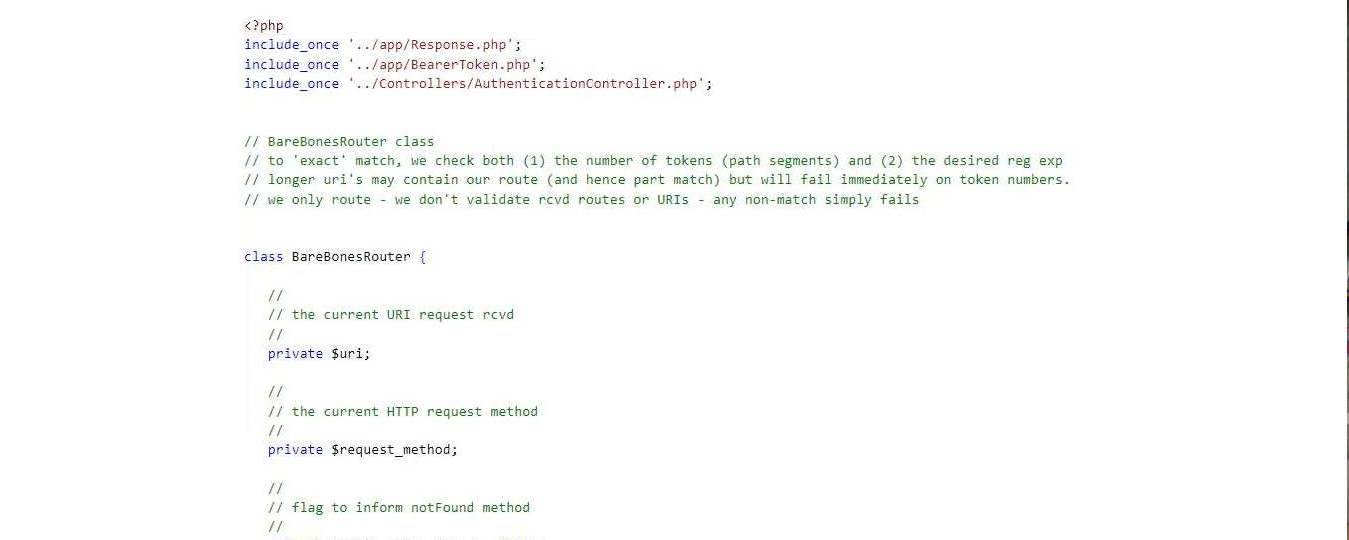 <?php
include_once '../app/Response.php';
include_once '../app/BearerToken.php';
include_once '../Controllers/AuthenticationController.php';
// BareBonesRouter class
// to 'exact' match, we check both (1) the number of tokens (path segments) and (2) the desired reg exp
// longer uri's may contain our route (and hence part match) but will fail immediately on token numbers.
// we only route - we don't validate rcvd routes or URIs - any non-match simply fails
class BareBonesRouter {
//
// the current URI request rcvd
//
private $uri;
//
// the current HTTP request method
//
private $request_method;
//
// flag to inform notFound method
//